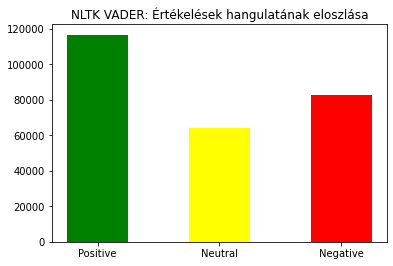 NLTK VADER: Értékelések hangulatának eloszlása
120000
100000
80000
60000
40000
20000
0
Positive
Neutral
Negative